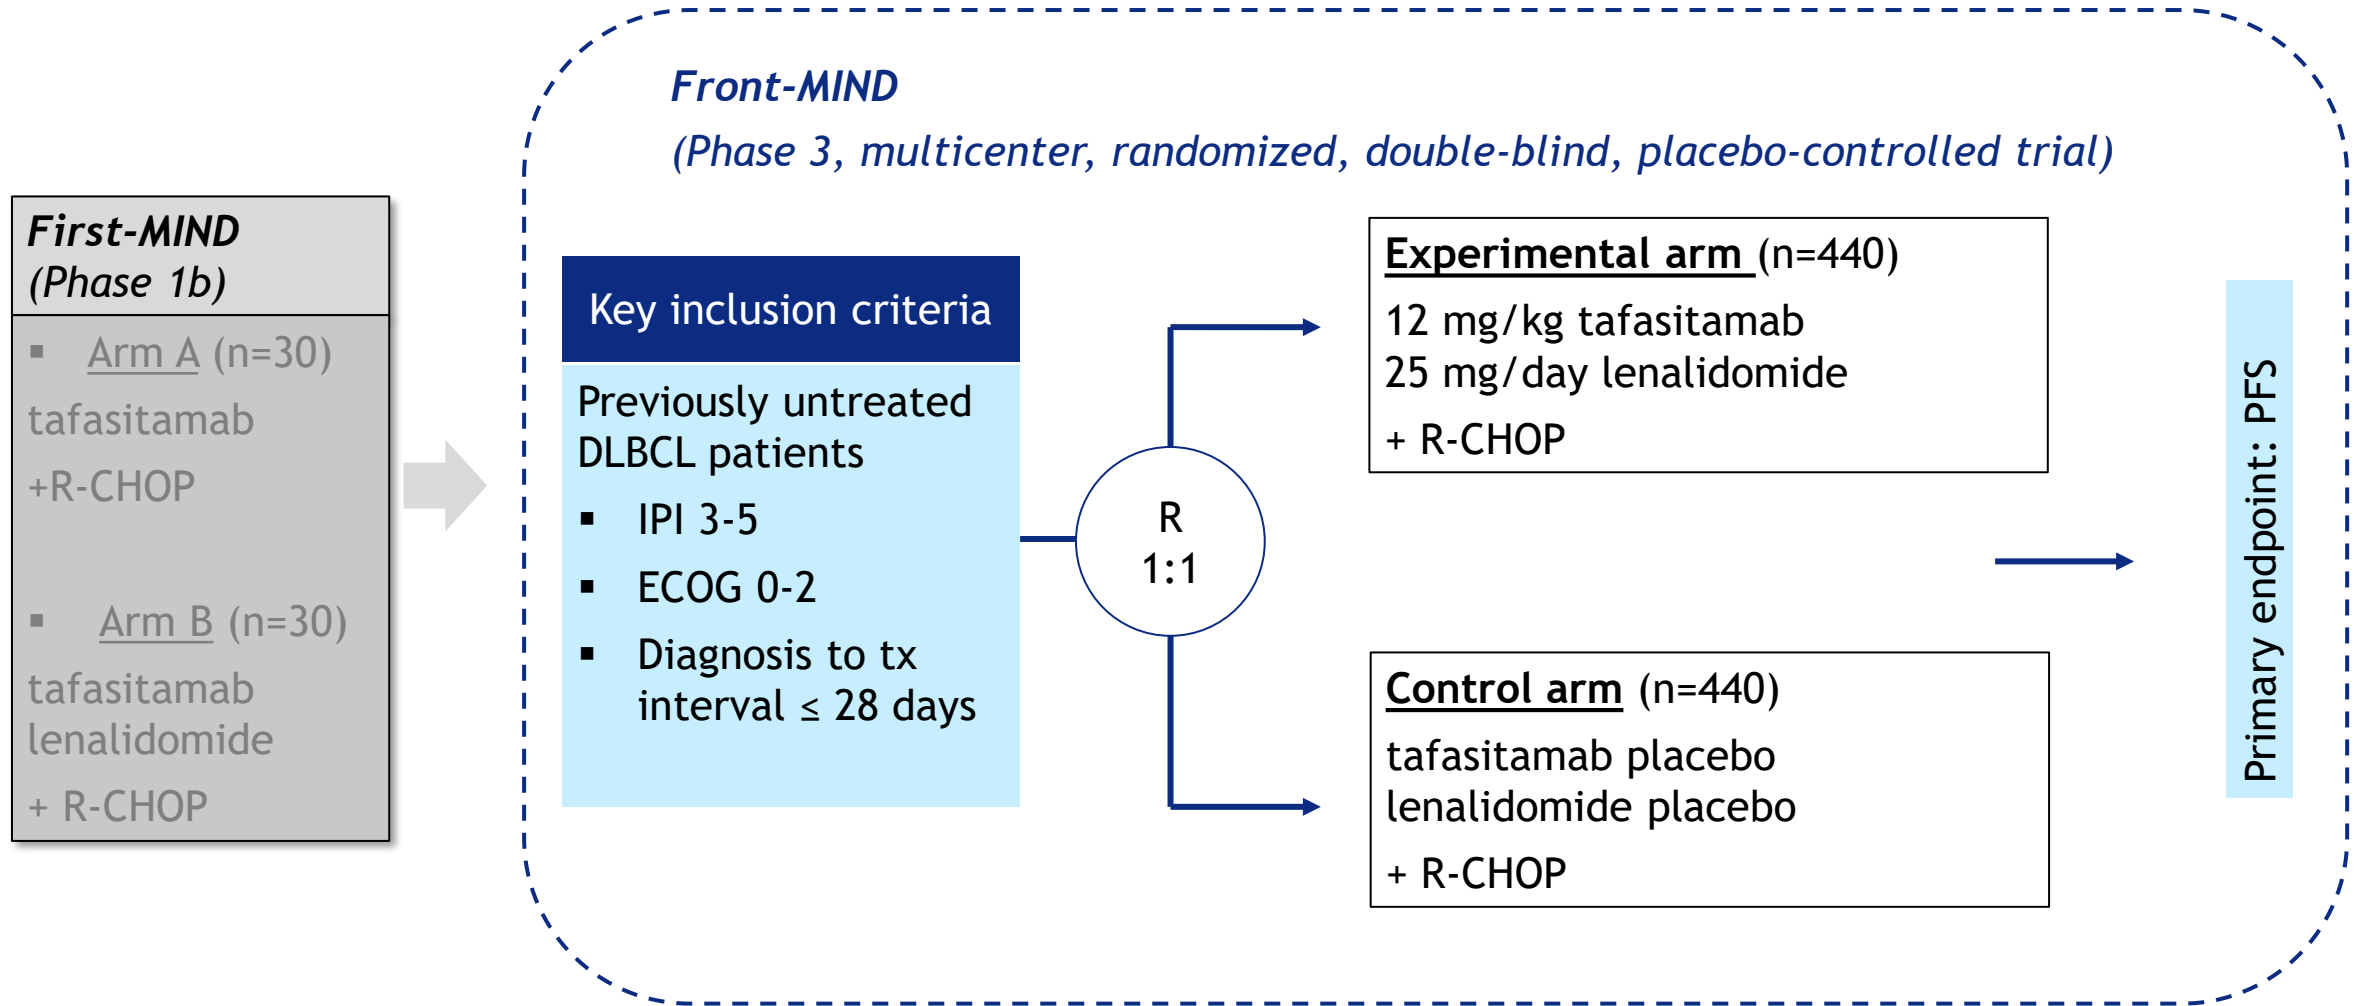 Front-MIND
(Phase 3, multicenter, randomized, double-blind, placebo-controlled trial)
First-MIND
(Phase 1b)
▪ Arm A (n=30)
tafasitamab
+R-CHOP
▪ Arm B (n=30)
tafasitamab
lenalidomide
+ R-CHOP
Key inclusion criteria
Previously untreated
DLBCL patients
▪ IPI 3-5
▪ ECOG 0-2
▪ Diagnosis to tx
interval ≤ 28 days
R
1:1
Experimental arm (n=440)
12 mg/kg tafasitamab
25 mg/day lenalidomide
+ R-CHOP
Control arm (n=440)
tafasitamab placebo
lenalidomide placebo
+ R-CHOP
Primary endpoint: PFS